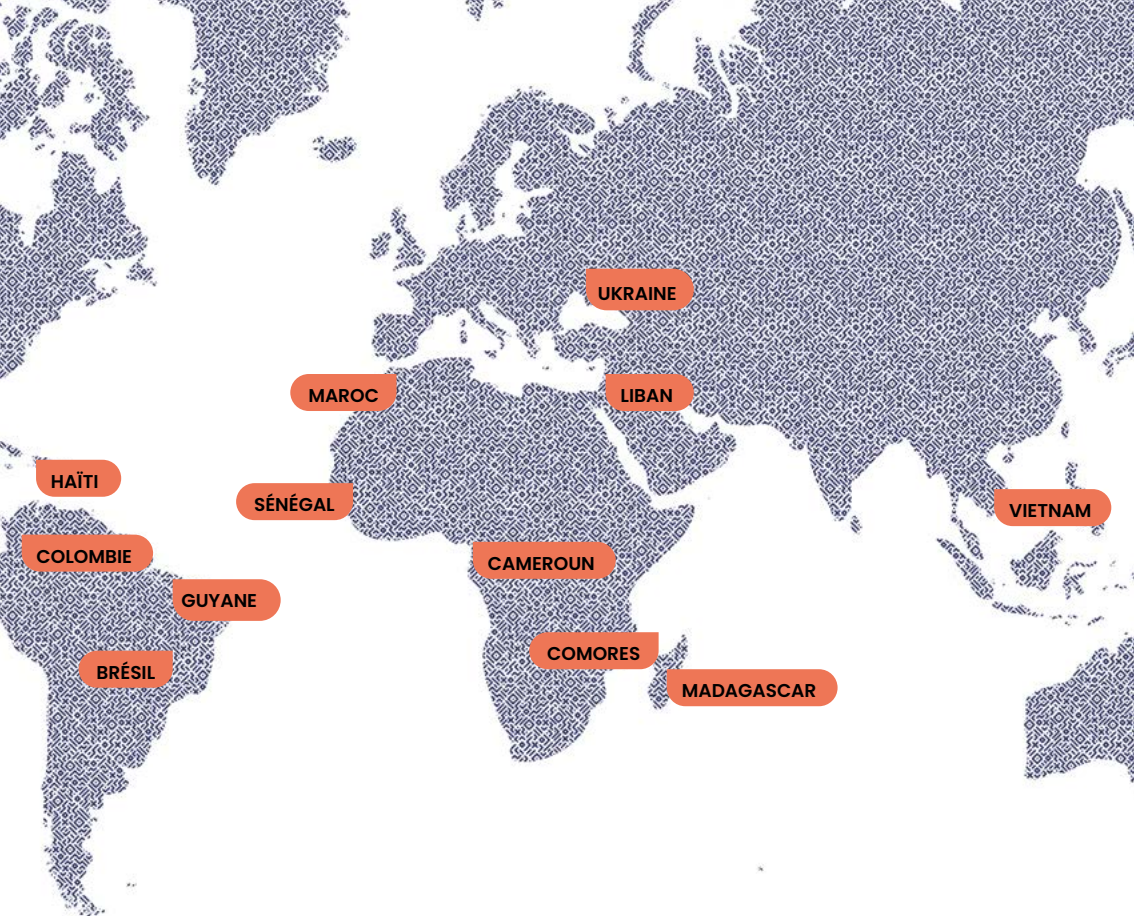 UKRAINE
MAROC
LIBAN
HAÏTI
SÉNÉGAL
VIETNAM
COLOMBIE
CAMEROUN
GUYANE
COMORES
BRÉSIL
MADAGASCAR